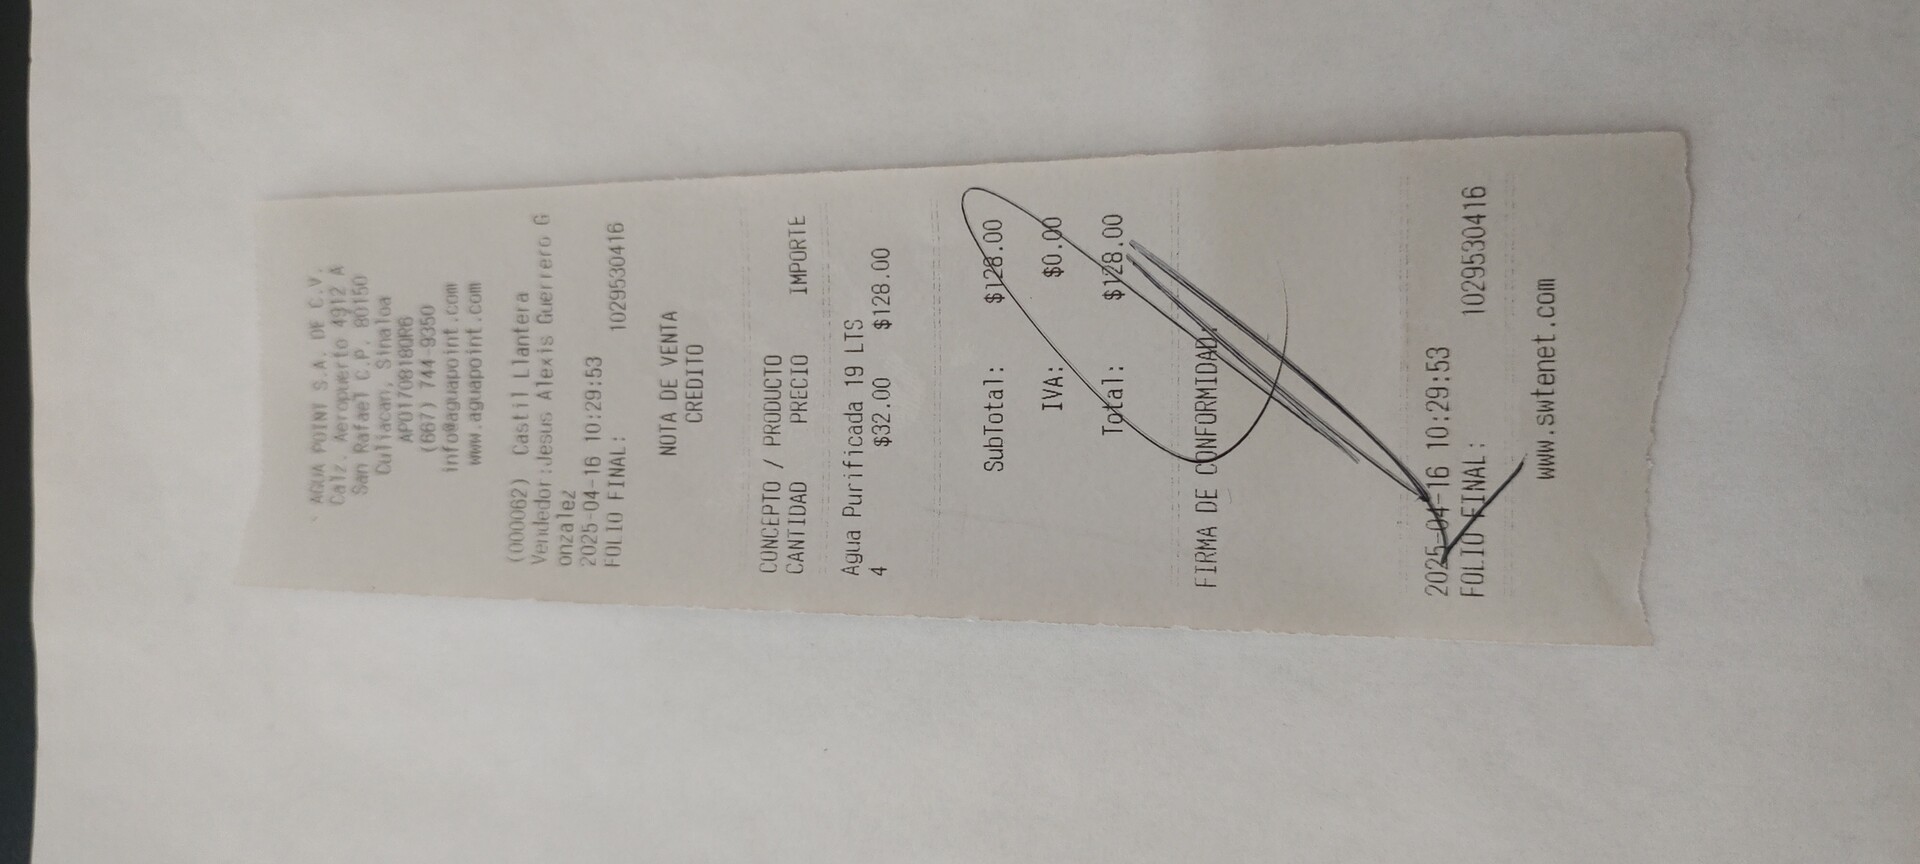 AGUA POINT S.A. DE C.V.
Calz. Aeropuerto 4912 A
San Rafael C.P. 80150
Culiacan, Sinaloa
APO170818QR6
(667) 744-9350
info@aguapoint.com
www.aguapoint.com
(000062) Castil Llantera
Vendedor:Jesus Alexis Guerrero G
onzalez
2025-04-16 10:29:53
FOLIO FINAL: 1029530416
NOTA DE VENTA
CREDITO
CONCEPTO / PRODUCTO
CANTIDAD PRECIO IMPORTE
Agua Purificada 19 LTS
4 $32.00 $128.00
SubTotal: $128.00
IVA: $0.00
Total: $128.00
FIRMA DE CONFORMIDAD:
2025-04-16 10:29:53
FOLIO FINAL: 1029530416
www.swtenet.com